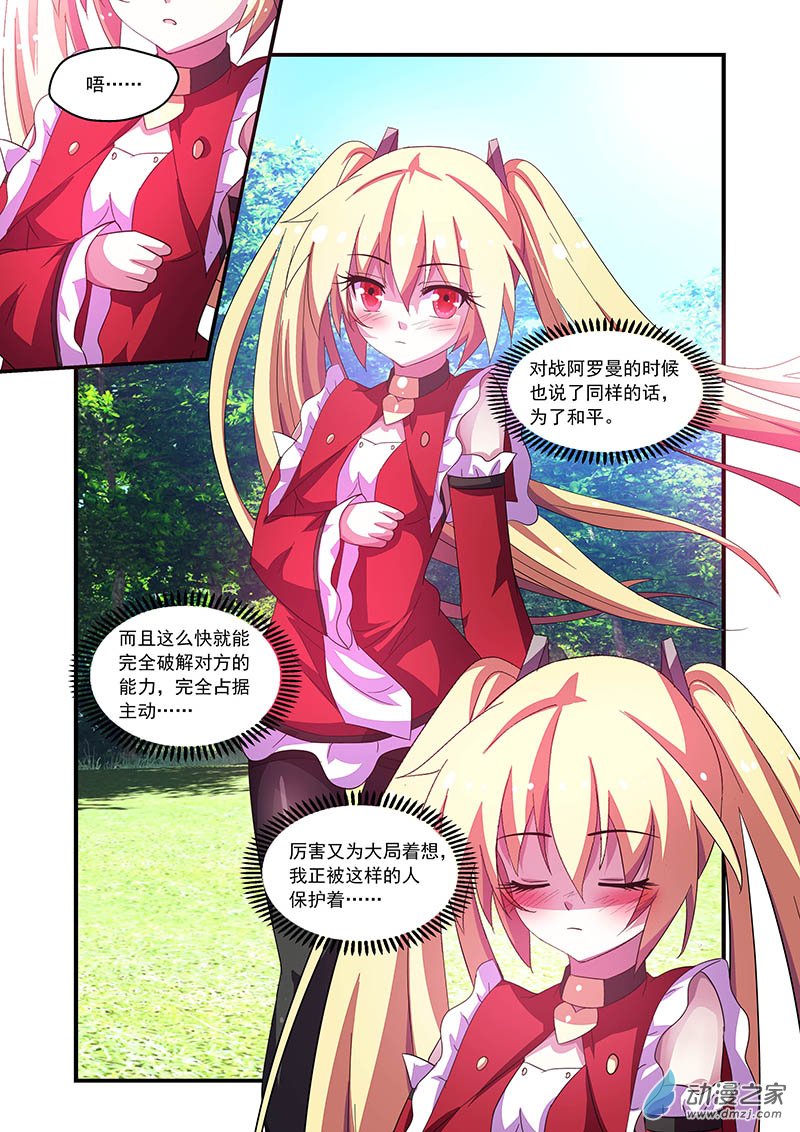 唔……
对战阿罗曼的时候
也说了同样的话，
为了和平。
而且这么快就能
完全破解对方的
能力，完全占据
主动……
厉害又为大局着想，
我正被这样的人
保护着……
动漫之家
www.dmzj.com